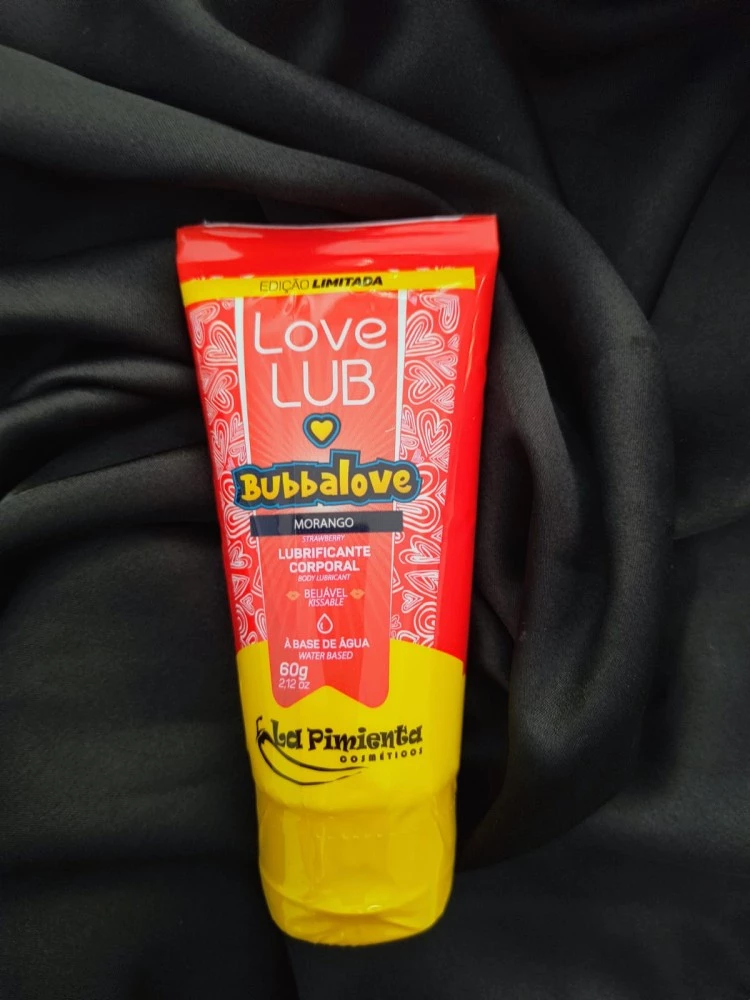 EDIÇÃO LIMITADA
Love
LUB
Bubbalove
MORANGO
STRAWBERRY
LUBRIFICANTE
CORPORAL
BODY LUBRICANT
BEIJÁVEL
KISSABLE
À BASE DE ÁGUA
WATER BASED
60g
2,12 oz
La Pimienta
COSMÉTICOS